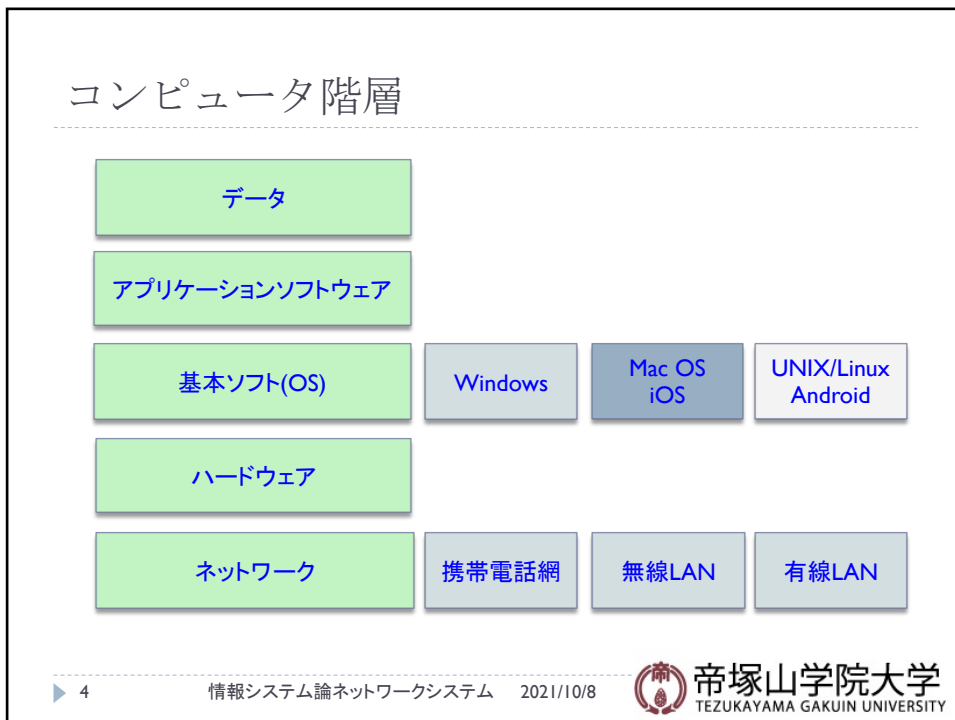 コンピュータ階層
データ
アプリケーションソフトウェア
基本ソフト(OS)
Windows
Mac OS
iOS
UNIX/Linux
Android
ハードウェア
ネットワーク
携帯電話網
無線LAN
有線LAN
4
情報システム論ネットワークシステム
2021/10/8
帝
帝塚山学院大学
TEZUKAYAMA GAKUIN UNIVERSITY